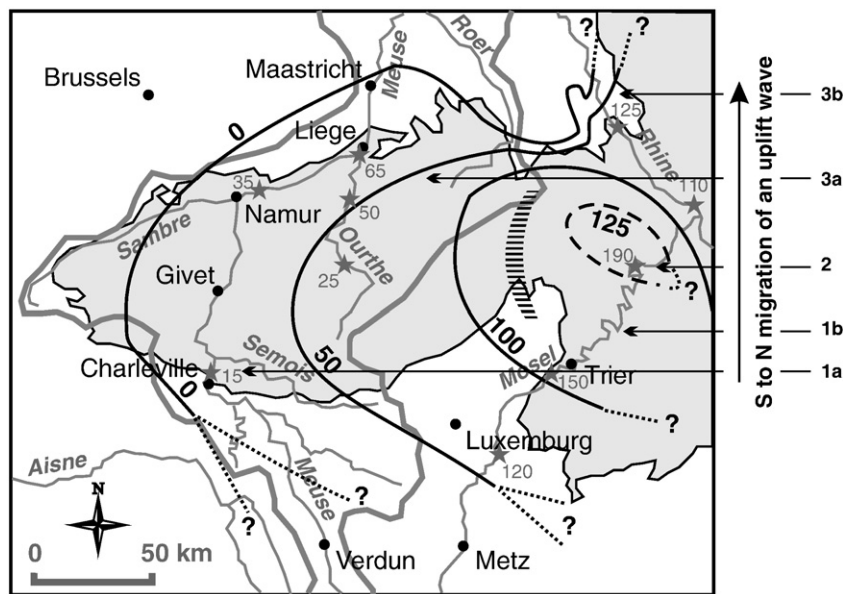 Brussels
Maastricht
Meuse
Roer
?
?
3b
0
125
Rhine
Liege
65
35
Namur
50
3a
110
Sambre
Ourthe
125
190
2
Givet
25
?
100
1b
50
Semois
Charleville
15
Mosel
Trier
150
1a
0
?
Luxemburg
120
Aisne
Meuse
?
?
?
N
0 50 km
Verdun
Metz
S to N migration of an uplift wave